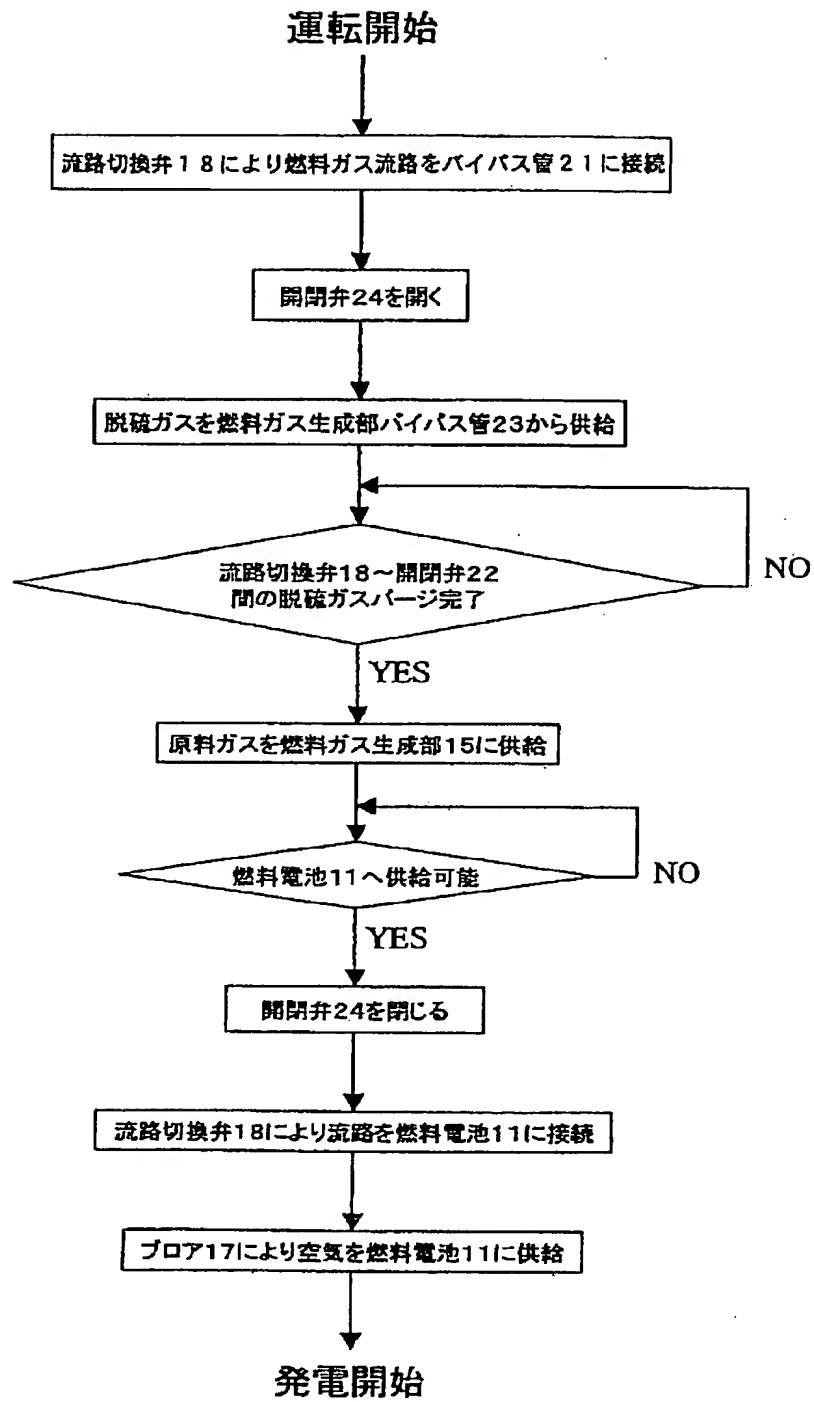 運転開始
流路切換弁18により燃料ガス流路をバイパス管21に接続
開閉弁24を開く
脱硫ガスを燃料ガス生成部バイパス管23から供給
流路切換弁18～開閉弁22
間の脱硫ガスパージ完了
NO
YES
原料ガスを燃料ガス生成部15に供給
燃料電池11へ供給可能
NO
YES
開閉弁24を閉じる
流路切換弁18により流路を燃料電池11に接続
ブロア17により空気を燃料電池11に供給
発電開始